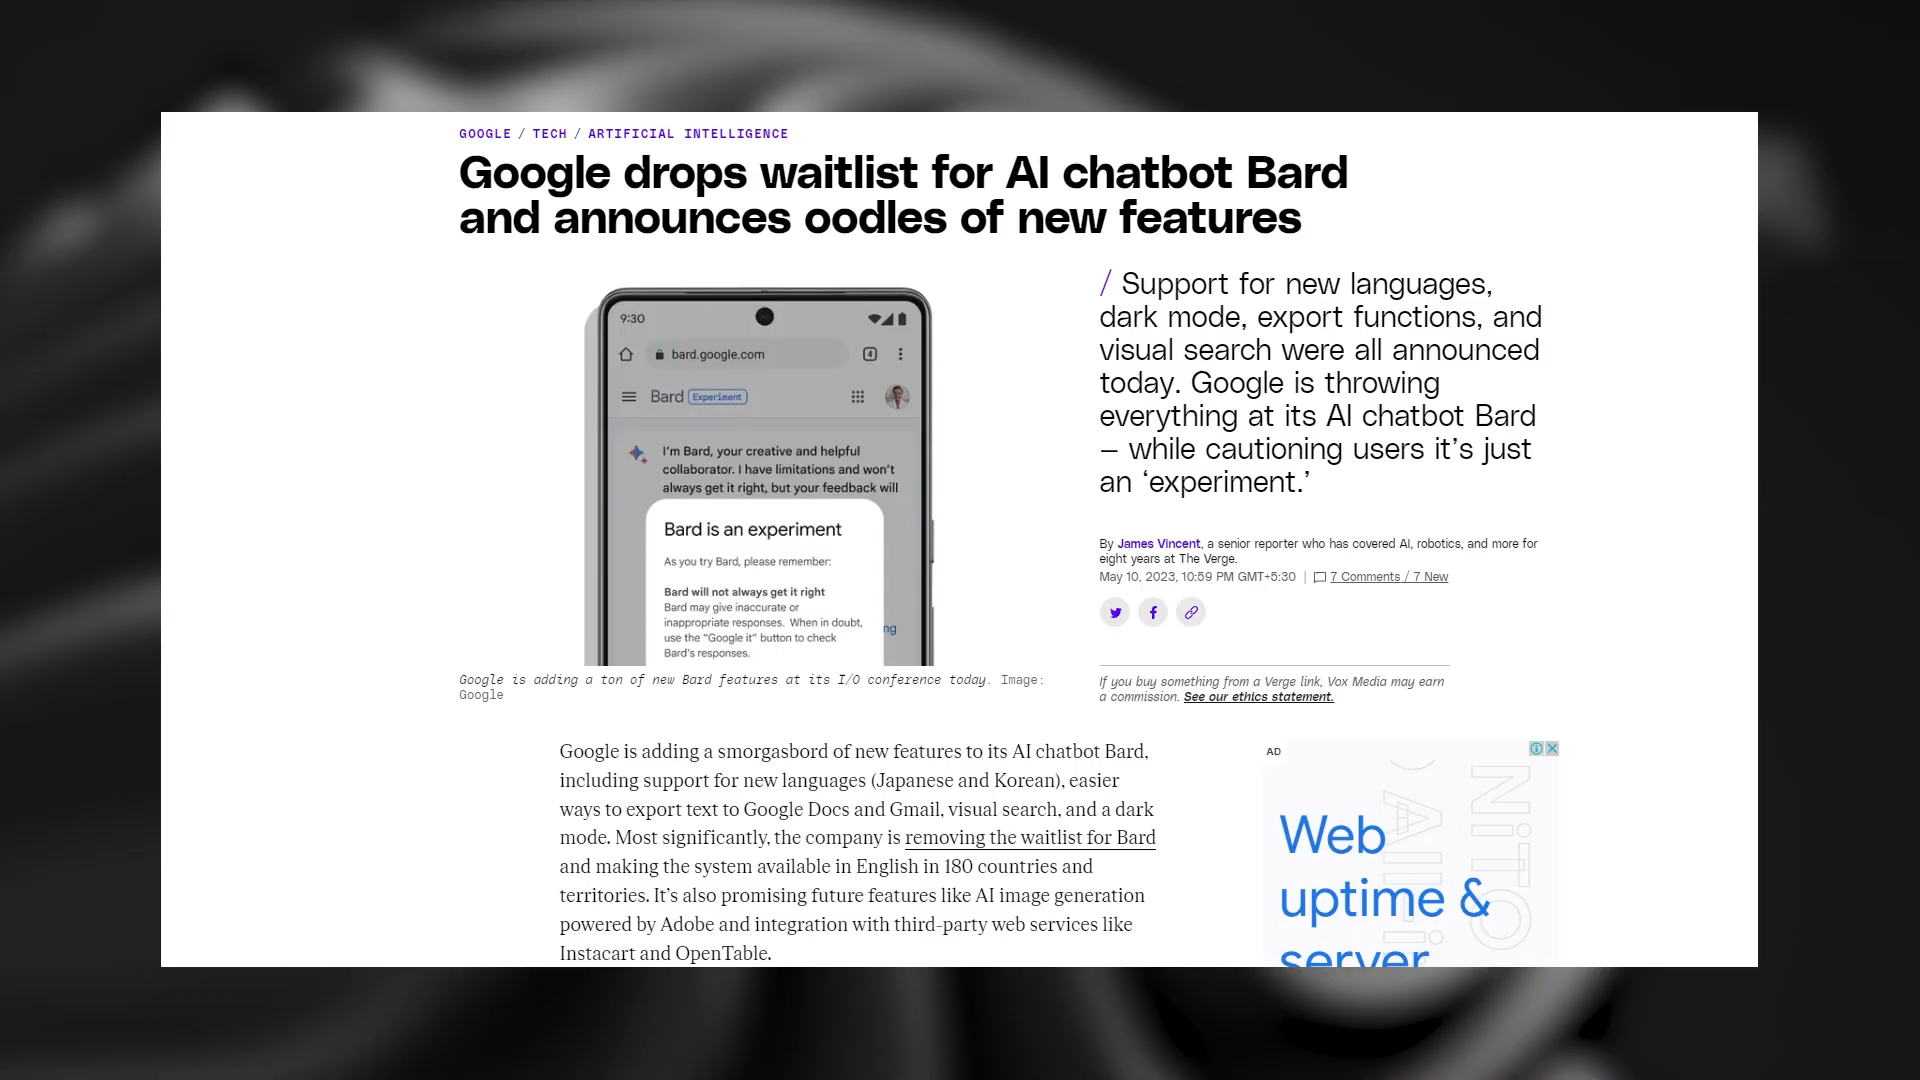 GOOGLE / TECH / ARTIFICIAL INTELLIGENCE
Google drops waitlist for AI chatbot Bard
and announces oodles of new features
9:30
bard.google.com
4
Bard Experiment
I'm Bard, your creative and helpful
collaborator. I have limitations and won't
always get it right, but your feedback will
Bard is an experiment
As you try Bard, please remember:
Bard will not always get it right
Bard may give inaccurate or
inappropriate responses. When in doubt,
use the "Google it" button to check
Bard's responses.
ng
Google is adding a ton of new Bard features at its I/O conference today. Image:
Google
/ Support for new languages,
dark mode, export functions, and
visual search were all announced
today. Google is throwing
everything at its AI chatbot Bard
— while cautioning users it's just
an 'experiment.'
By James Vincent, a senior reporter who has covered AI, robotics, and more for
eight years at The Verge.
May 10, 2023, 10:59 PM GMT+5:30 | 7 Comments / 7 New
If you buy something from a Verge link, Vox Media may earn
a commission. See our ethics statement.
Google is adding a smorgasbord of new features to its AI chatbot Bard,
including support for new languages (Japanese and Korean), easier
ways to export text to Google Docs and Gmail, visual search, and a dark
mode. Most significantly, the company is removing the waitlist for Bard
and making the system available in English in 180 countries and
territories. It's also promising future features like AI image generation
powered by Adobe and integration with third-party web services like
Instacart and OpenTable.
AD
Web
uptime &
server